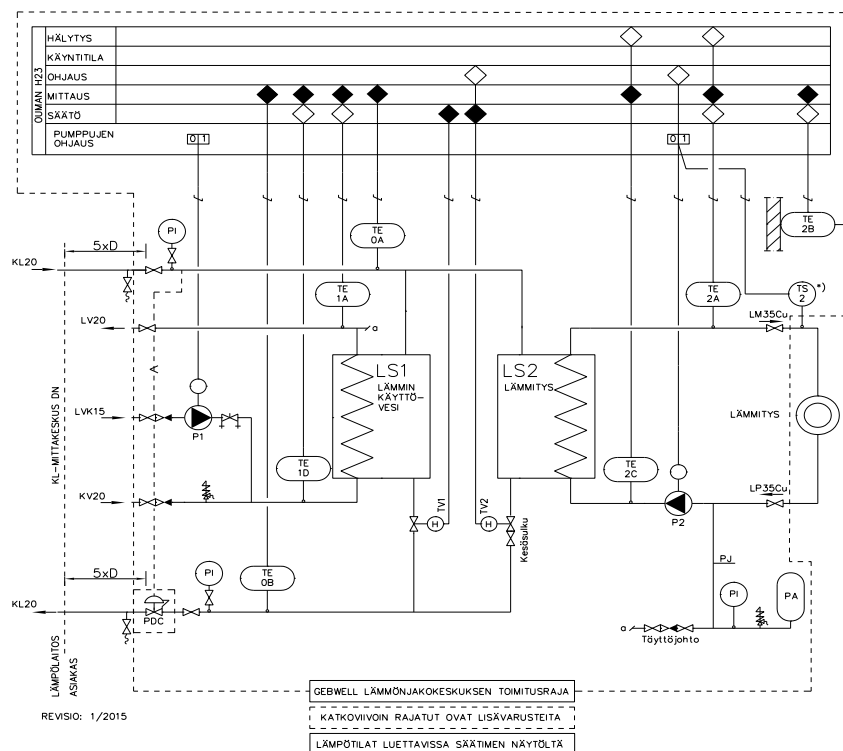 OUMAN H23
HÄLYTYS
KÄYNTITILA
OHJAUS
MITTAUS
SÄÄTÖ
PUMPPUJEN
OHJAUS
0 1
0 1
PI
TE
0A
TE
2B
5xD
KL20
TE
1A
TE
2A
TS
2
*)
LV20
a
LM35Cu
A
LS1
LÄMMIN
KÄYTTÖ-
VESI
LS2
LÄMMITYS
KL-MITTAKESKUS DN
LVK15
P1
LÄMMITYS
TE
1D
TE
2C
KV20
TV1
H
TV2
H
Kesäsulku
P2
LP35Cu
5xD
PI
TE
0B
PJ
KL20
PDC
PI
PA
a
Täyttöjohto
LÄMPÖLAITOS
ASIAKAS
GEBWELL LÄMMÖNJAKOKESKUKSEN TOIMITUSRAJA
REVISIO: 1/2015
KATKOVIIVOIN RAJATUT OVAT LISÄVARUSTEITA
LÄMPÖTILAT LUETTAVISSA SÄÄTIMEN NÄYTÖLTÄ